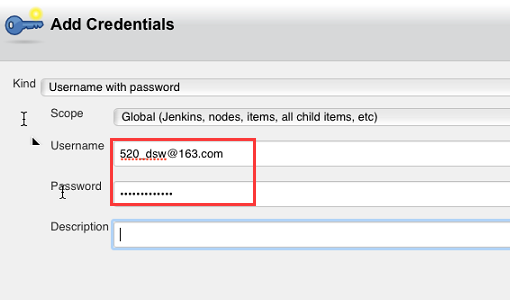 Add Credentials
Kind Username with password
Scope Global (Jenkins, nodes, items, all child items, etc)
Username 520_dsw@163.com
Password •••••••••••••
Description